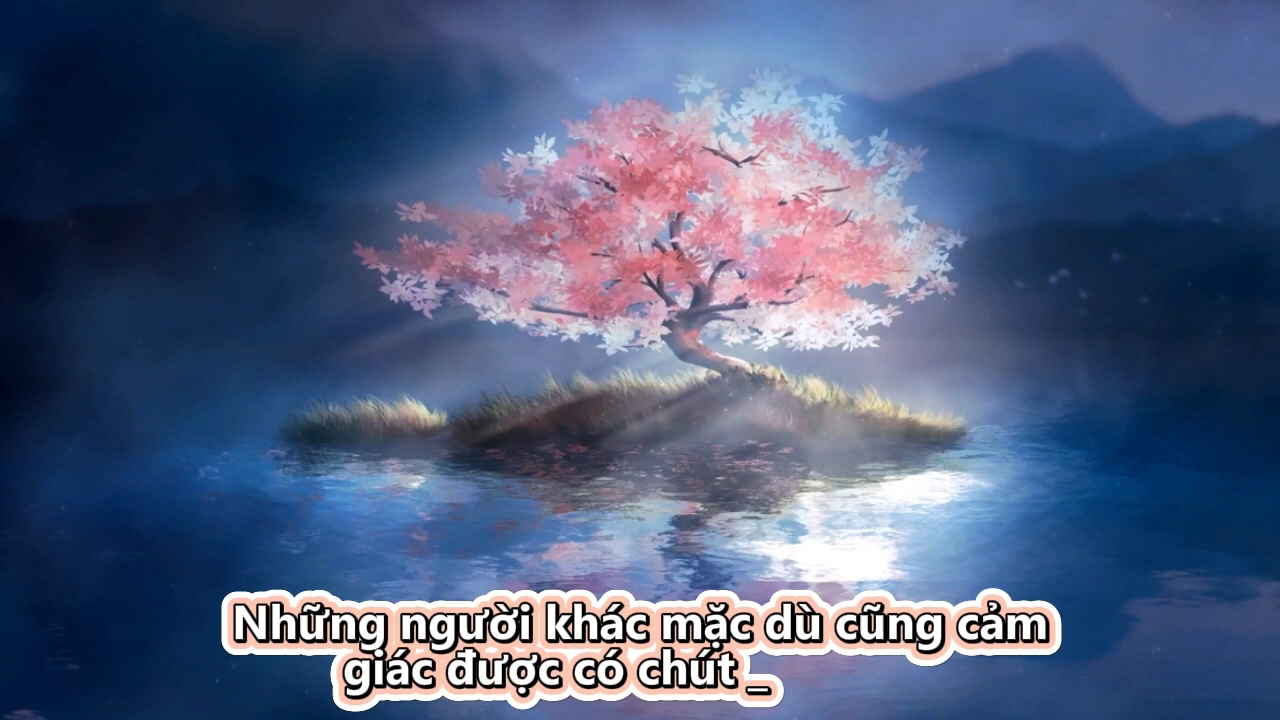 Những người khác mặc dù cũng cảm
giác được có chút _